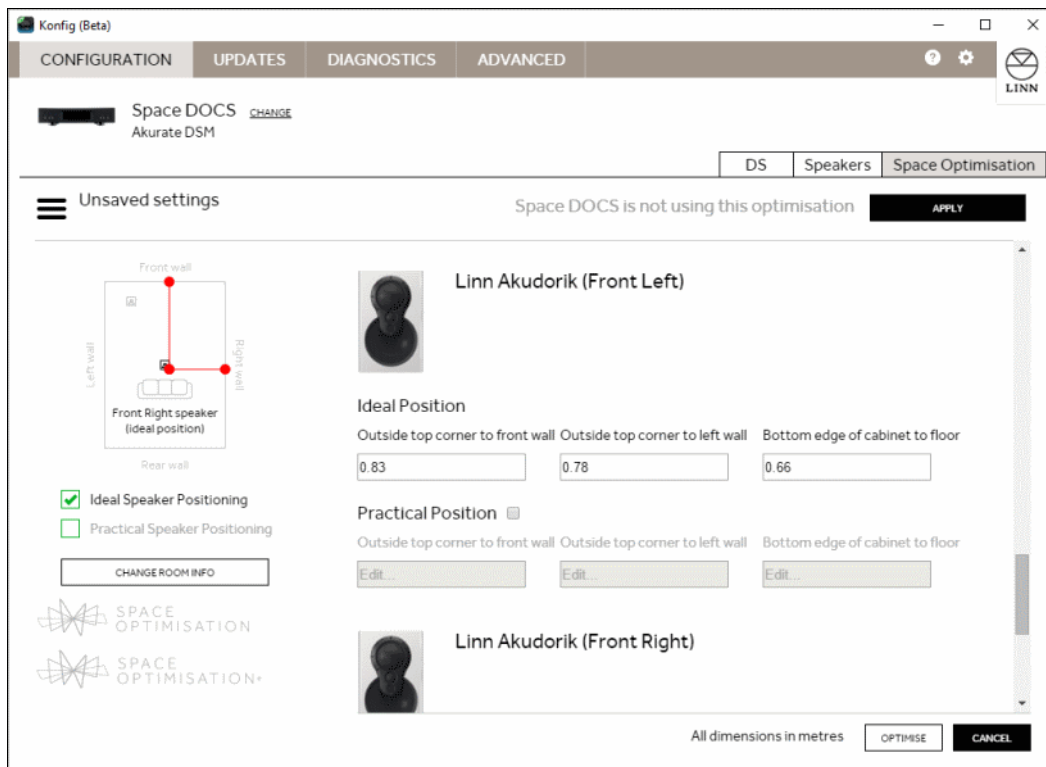 Konfig (Beta)
CONFIGURATION UPDATES DIAGNOSTICS ADVANCED
LINN
Space DOCS CHANGE
Akurate DSM
DS Speakers Space Optimisation
Unsaved settings
Space DOCS is not using this optimisation
APPLY
Front wall
Left wall
Right wall
Front Right speaker
(ideal position)
Rear wall
Ideal Speaker Positioning
Practical Speaker Positioning
CHANGE ROOM INFO
SPACE
OPTIMISATION
SPACE
OPTIMISATION+
Linn Akudorik (Front Left)
Ideal Position
Outside top corner to front wall Outside top corner to left wall Bottom edge of cabinet to floor
0.83 0.78 0.66
Practical Position
Outside top corner to front wall Outside top corner to left wall Bottom edge of cabinet to floor
Edit... Edit... Edit...
Linn Akudorik (Front Right)
All dimensions in metres
OPTIMISE
CANCEL